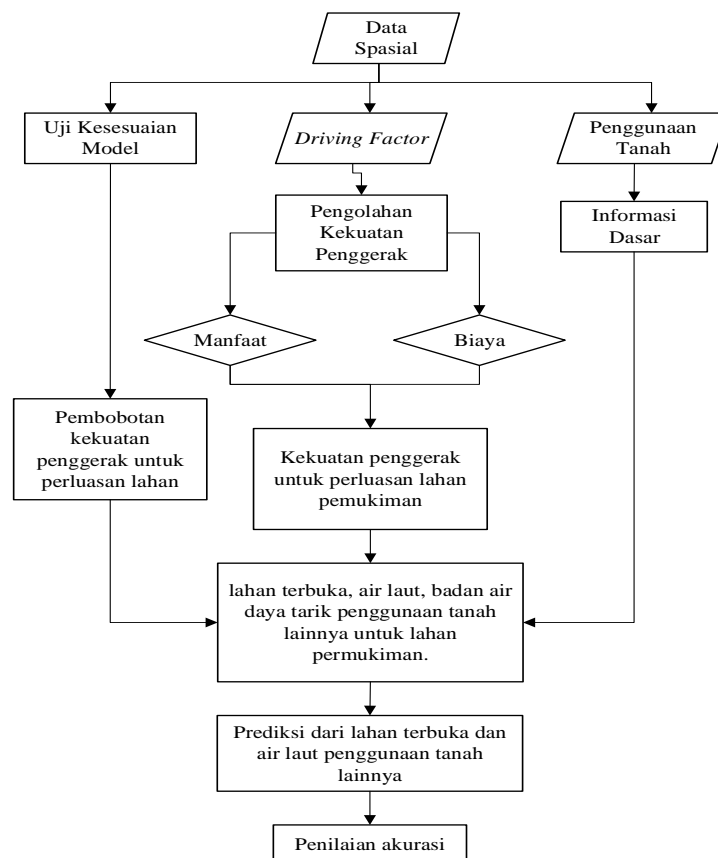 Data
Spasial
Uji Kesesuaian
Model
Driving Factor
Penggunaan
Tanah
Pengolahan
Kekuatan
Penggerak
Informasi
Dasar
Manfaat
Biaya
Pembobotan
kekuatan
penggerak untuk
perluasan lahan
Kekuatan penggerak
untuk perluasan lahan
pemukiman
lahan terbuka, air laut, badan air
daya tarik penggunaan tanah
lainnya untuk lahan
permukiman.
Prediksi dari lahan terbuka dan
air laut penggunaan tanah
lainnya
Penilaian akurasi